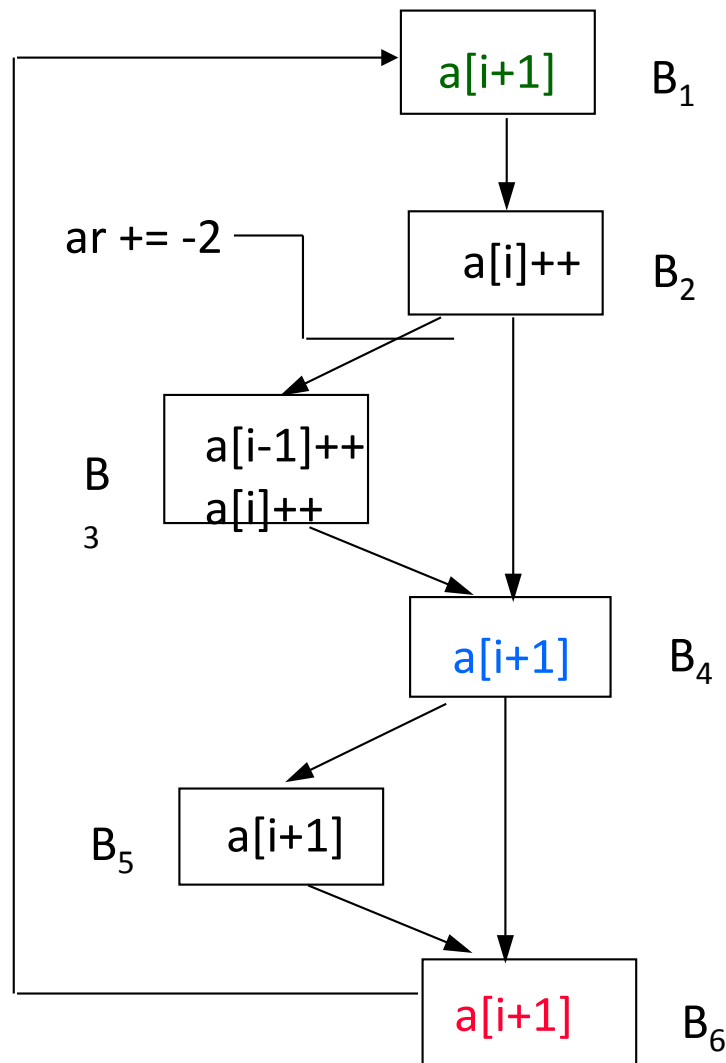 a[i+1]
B1
ar += -2
a[i]++
B2
a[i-1]++
a[i]++
B
3
a[i+1]
B4
a[i+1]
B5
a[i+1]
B6